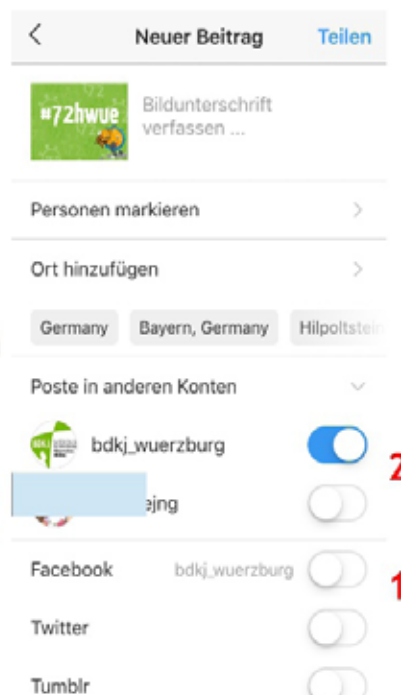 Neuer Beitrag Teilen
#72hwue
Bildunterschrift
verfassen ...
Personen markieren
Ort hinzufügen
Germany Bayern, Germany Hilpoltstein
Poste in anderen Konten
bdkj_wuerzburg 2
ejng
Facebook bdkj_wuerzburg 1
Twitter
Tumblr